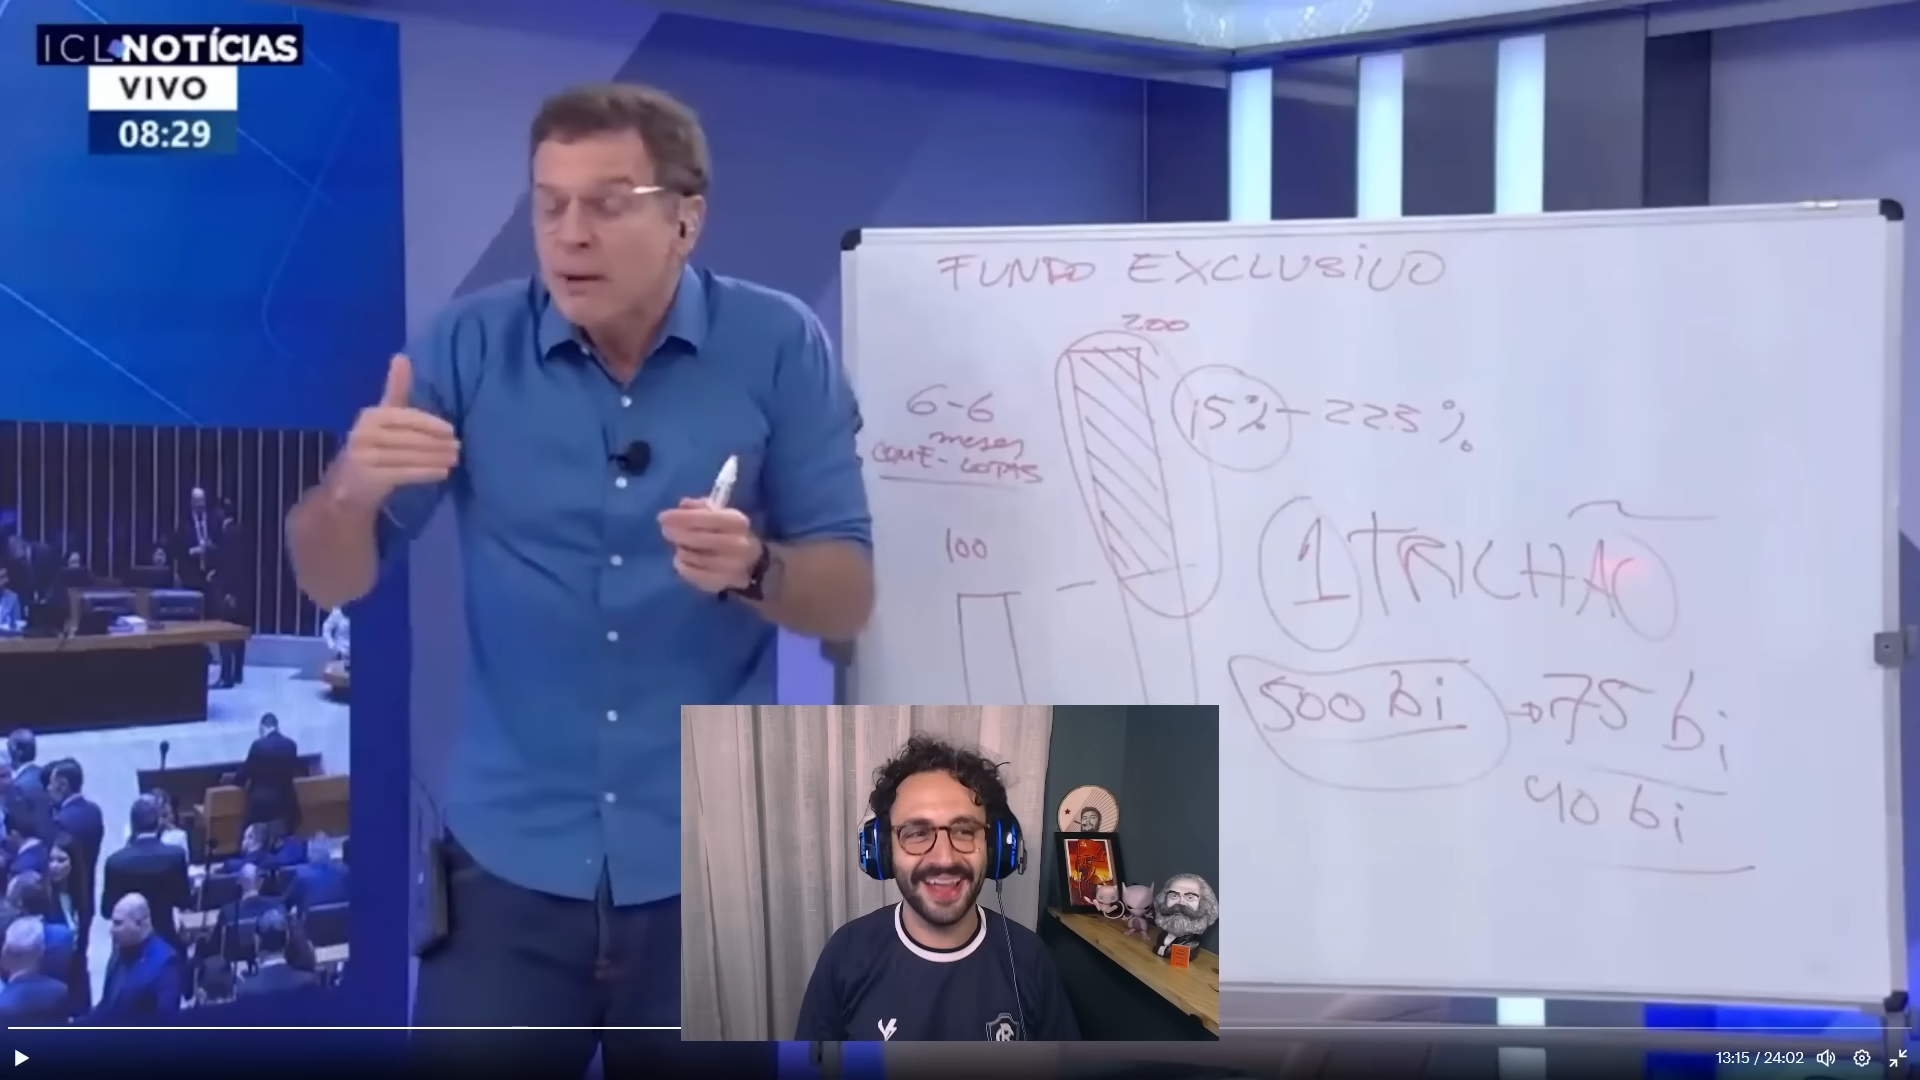 ICL NOTÍCIAS
VIVO
08:29
FUNDO EXCLUSIVO
200
6-6
meses
COME-COTAS
15% - 22.5%
100
1 TRILHÃO
500 bi → 75 bi
40 bi
13:15 / 24:02